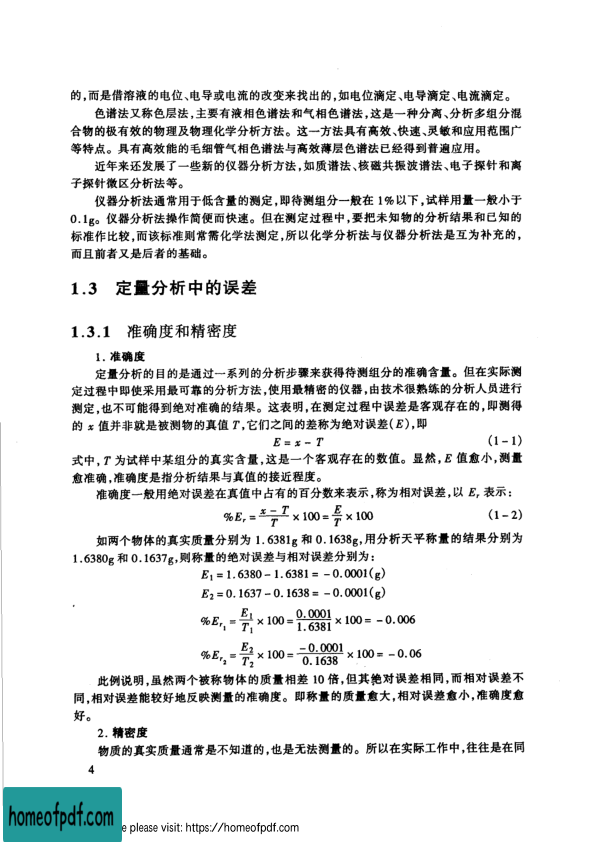 的,而是借溶液的电位、电导或电流的改变来找出的,如电位滴定、电导滴定、电流滴定。
色谱法又称色层法,主要有液相色谱法和气相色谱法,这是一种分离、分析多组分混
合物的极有效的物理及物理化学分析方法。这一方法具有高效、快速、灵敏和应用范围广
等特点。具有高效能的毛细管气相色谱法与高效薄层色谱法已经得到普遍应用。
近年来还发展了一些新的仪器分析方法,如质谱法、核磁共振波谱法、电子探针和离
子探针微区分析法等。
仪器分析法通常用于低含量的测定,即待测组分一般在1%以下,试样用量一般小于
0.1g。仪器分析法操作简便而快速。但在测定过程中,要把未知物的分析结果和已知的
标准作比较,而该标准则常需化学法测定,所以化学分析法与仪器分析法是互为补充的,
而且前者又是后者的基础。
1.3 定量分析中的误差
1.3.1 准确度和精密度
1. 准确度
定量分析的目的是通过一系列的分析步骤来获得待测组分的准确含量。但在实际测
定过程中即使采用最可靠的分析方法,使用最精密的仪器,由技术很熟练的分析人员进行
测定,也不可能得到绝对准确的结果。这表明,在测定过程中误差是客观存在的,即测得
的 x 值并非就是被测物的真值 T,它们之间的差称为绝对误差(E),即
E = x - T (1-1)
式中,T 为试样中某组分的真实含量,这是一个客观存在的数值。显然,E 值愈小,测量
愈准确,准确度是指分析结果与真值的接近程度。
准确度一般用绝对误差在真值中占有的百分数来表示,称为相对误差,以 Er 表示:
%Er = (x - T)/T × 100 = E/T × 100 (1-2)
如两个物体的真实质量分别为 1.6381g 和 0.1638g,用分析天平称量的结果分别为
1.6380g 和 0.1637g,则称量的绝对误差与相对误差分别为:
E1 = 1.6380 - 1.6381 = - 0.0001(g)
E2 = 0.1637 - 0.1638 = - 0.0001(g)
%Er1 = E1/T1 × 100 = 0.0001/1.6381 × 100 = - 0.006
%Er2 = E2/T2 × 100 = - 0.0001/0.1638 × 100 = - 0.06
此例说明,虽然两个被称物体的质量相差 10 倍,但其绝对误差相同,而相对误差不
同,相对误差能较好地反映测量的准确度。即称量的质量愈大,相对误差愈小,准确度愈
好。
2. 精密度
物质的真实质量通常是不知道的,也是无法测量的。所以在实际工作中,往往是在同
4
homeofpdf.com
e please visit: https://homeofpdf.com